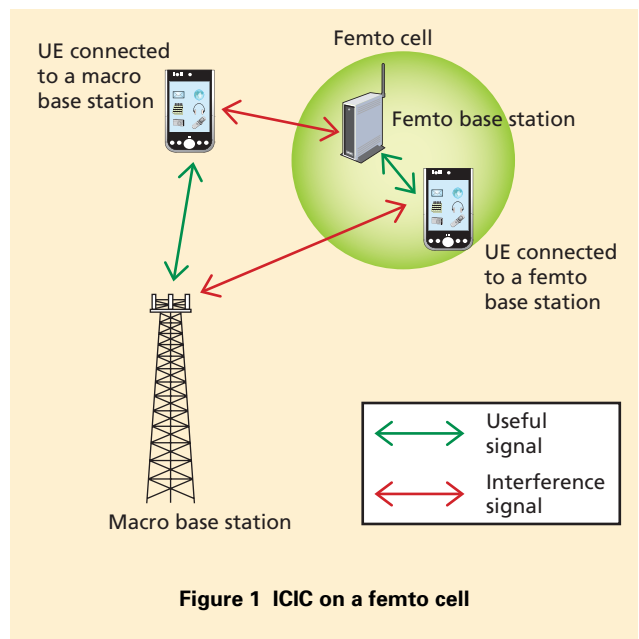 UE connected
to a macro
base station
Femto cell
Femto base station
UE connected
to a femto
base station
Macro base station
Useful
signal
Interference
signal
Figure 1 ICIC on a femto cell